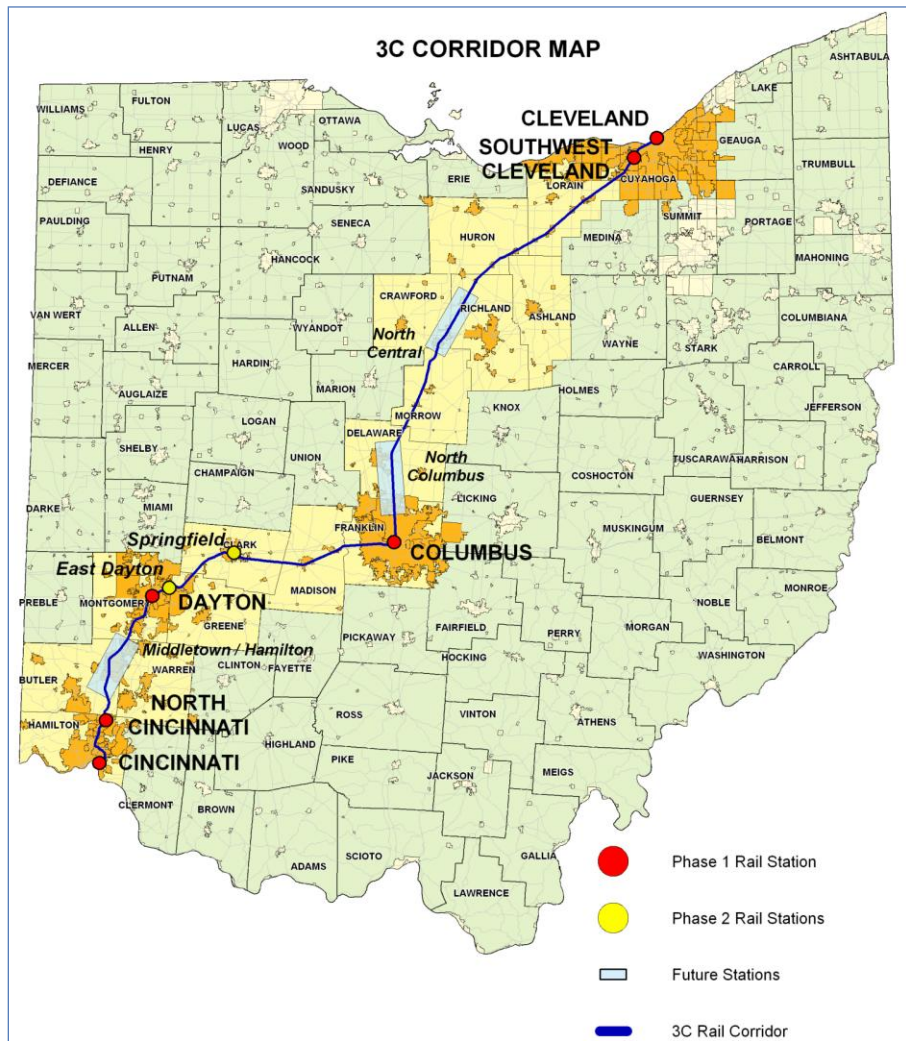 3C CORRIDOR MAP
ASHTABULA
LAKE
WILLIAMS
FULTON
LUCAS
OTTAWA
CLEVELAND
GEAUGA
WOOD
SOUTHWEST
CLEVELAND
CUYAHOGA
HENRY
ERIE
LORAIN
TRUMBULL
DEFIANCE
SANDUSKY
SUMMIT
PORTAGE
PAULDING
SENECA
HURON
MEDINA
MAHONING
HANCOCK
PUTNAM
CRAWFORD
RICHLAND
VAN WERT
ASHLAND
COLUMBIANA
ALLEN
WYANDOT
North
Central
WAYNE
STARK
MERCER
HARDIN
CARROLL
AUGLAIZE
MARION
HOLMES
MORROW
KNOX
JEFFERSON
LOGAN
DELAWARE
SHELBY
UNION
North
Columbus
COSHOCTON
TUSCARAWAS
HARRISON
CHAMPAIGN
LICKING
GUERNSEY
DARKE
MIAMI
FRANKLIN
MUSKINGUM
BELMONT
Springfield
CLARK
COLUMBUS
East Dayton
MADISON
NOBLE
MONROE
PREBLE
MONTGOMERY
DAYTON
FAIRFIELD
PERRY
MORGAN
GREENE
PICKAWAY
Middletown / Hamilton
CLINTON
FAYETTE
HOCKING
WASHINGTON
BUTLER
WARREN
NORTH
CINCINNATI
ROSS
VINTON
ATHENS
HAMILTON
HIGHLAND
CINCINNATI
PIKE
JACKSON
MEIGS
CLERMONT
BROWN
ADAMS
SCIOTO
GALLIA
LAWRENCE
Phase 1 Rail Station
Phase 2 Rail Stations
Future Stations
3C Rail Corridor